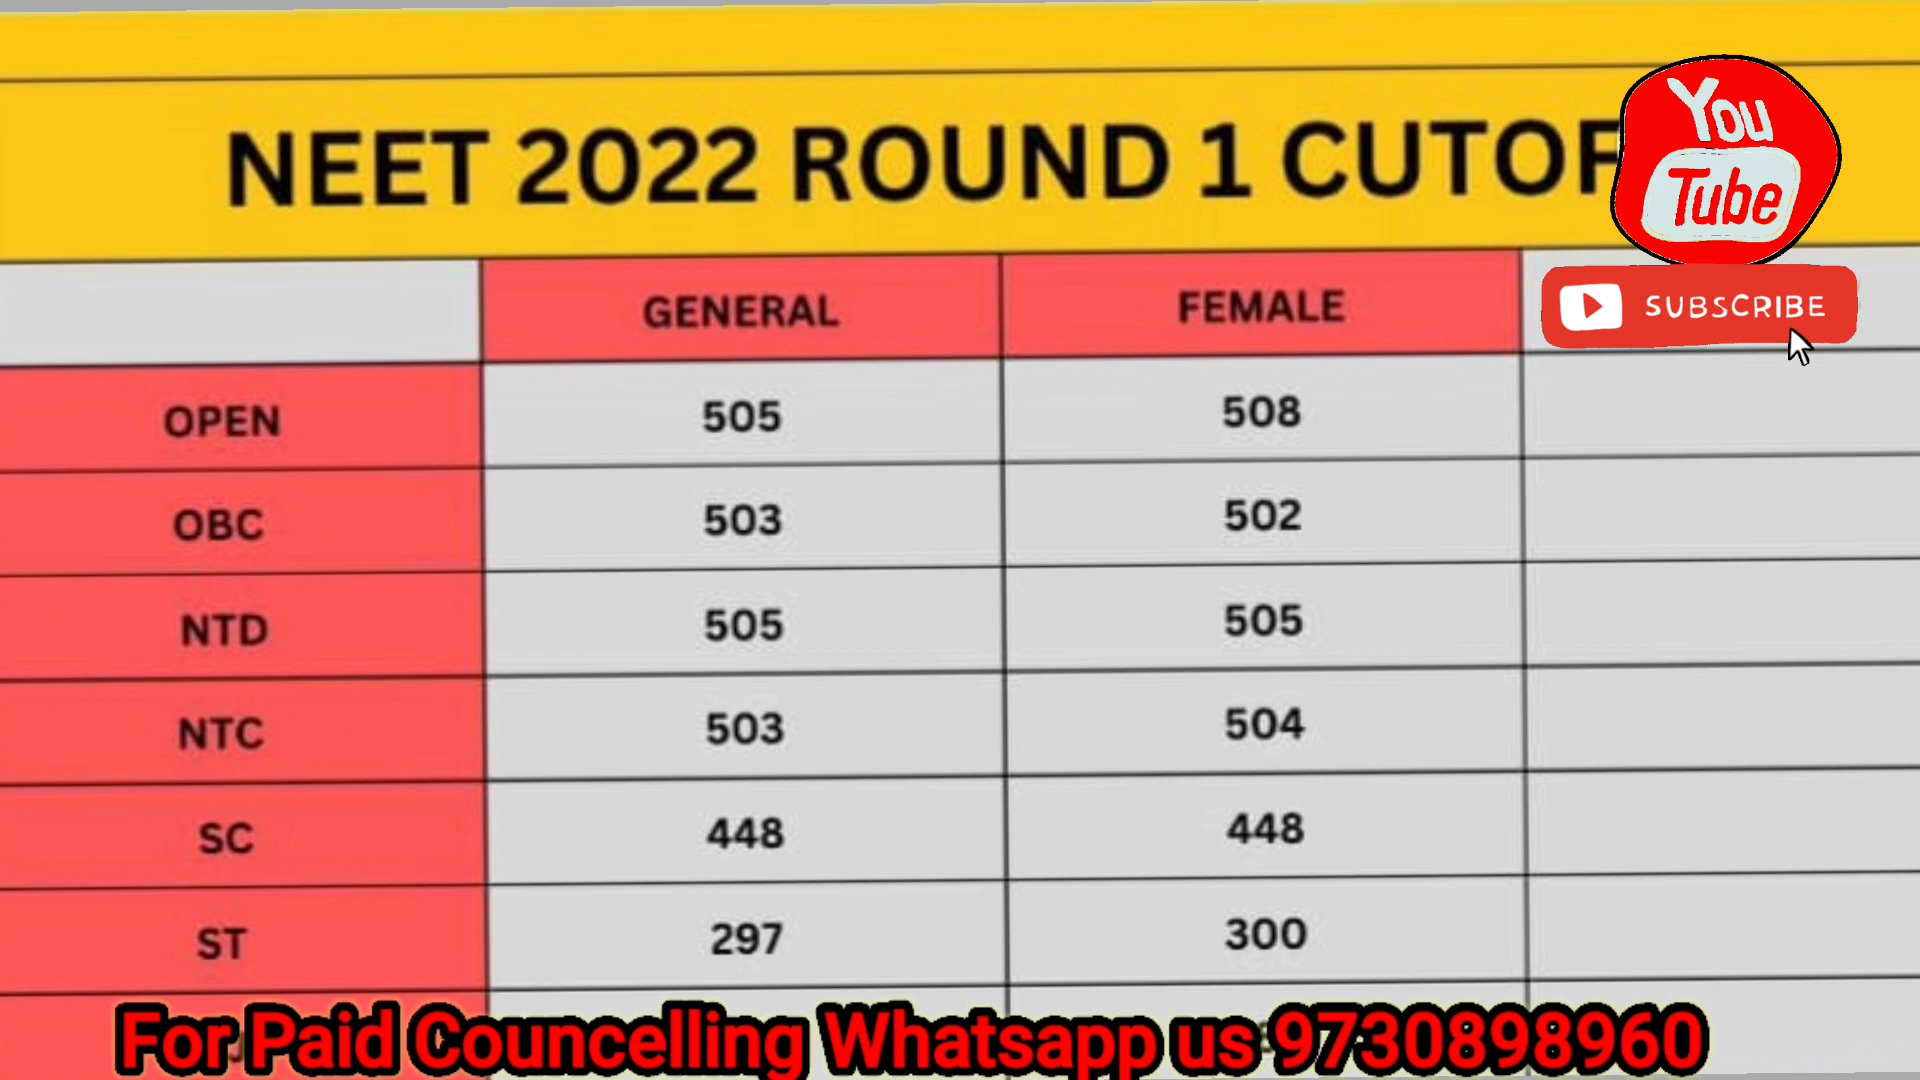 NEET 2022 ROUND 1 CUTOF
You
Tube
SUBSCRIBE
GENERAL FEMALE
OPEN 505 508
OBC 503 502
NTD 505 505
NTC 503 504
SC 448 448
ST 297 300
For Paid Councelling Whatsapp us 9730898960